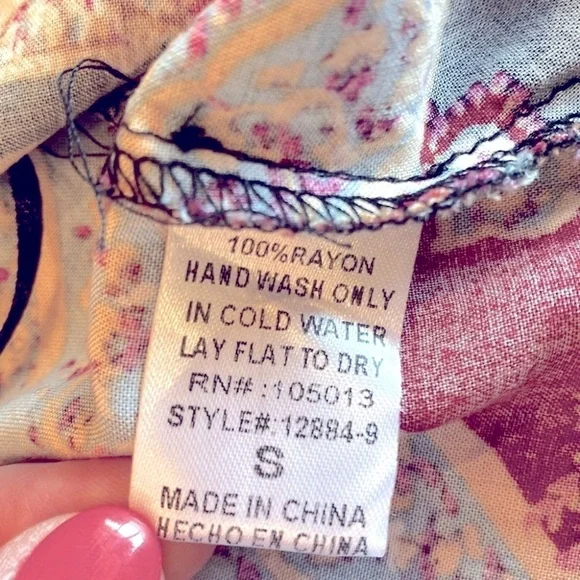 100%RAYON
HAND WASH ONLY
IN COLD WATER
LAY FLAT TO DRY
RN#:105013
STYLE#:12884-9
S
MADE IN CHINA
HECHO EN CHINA